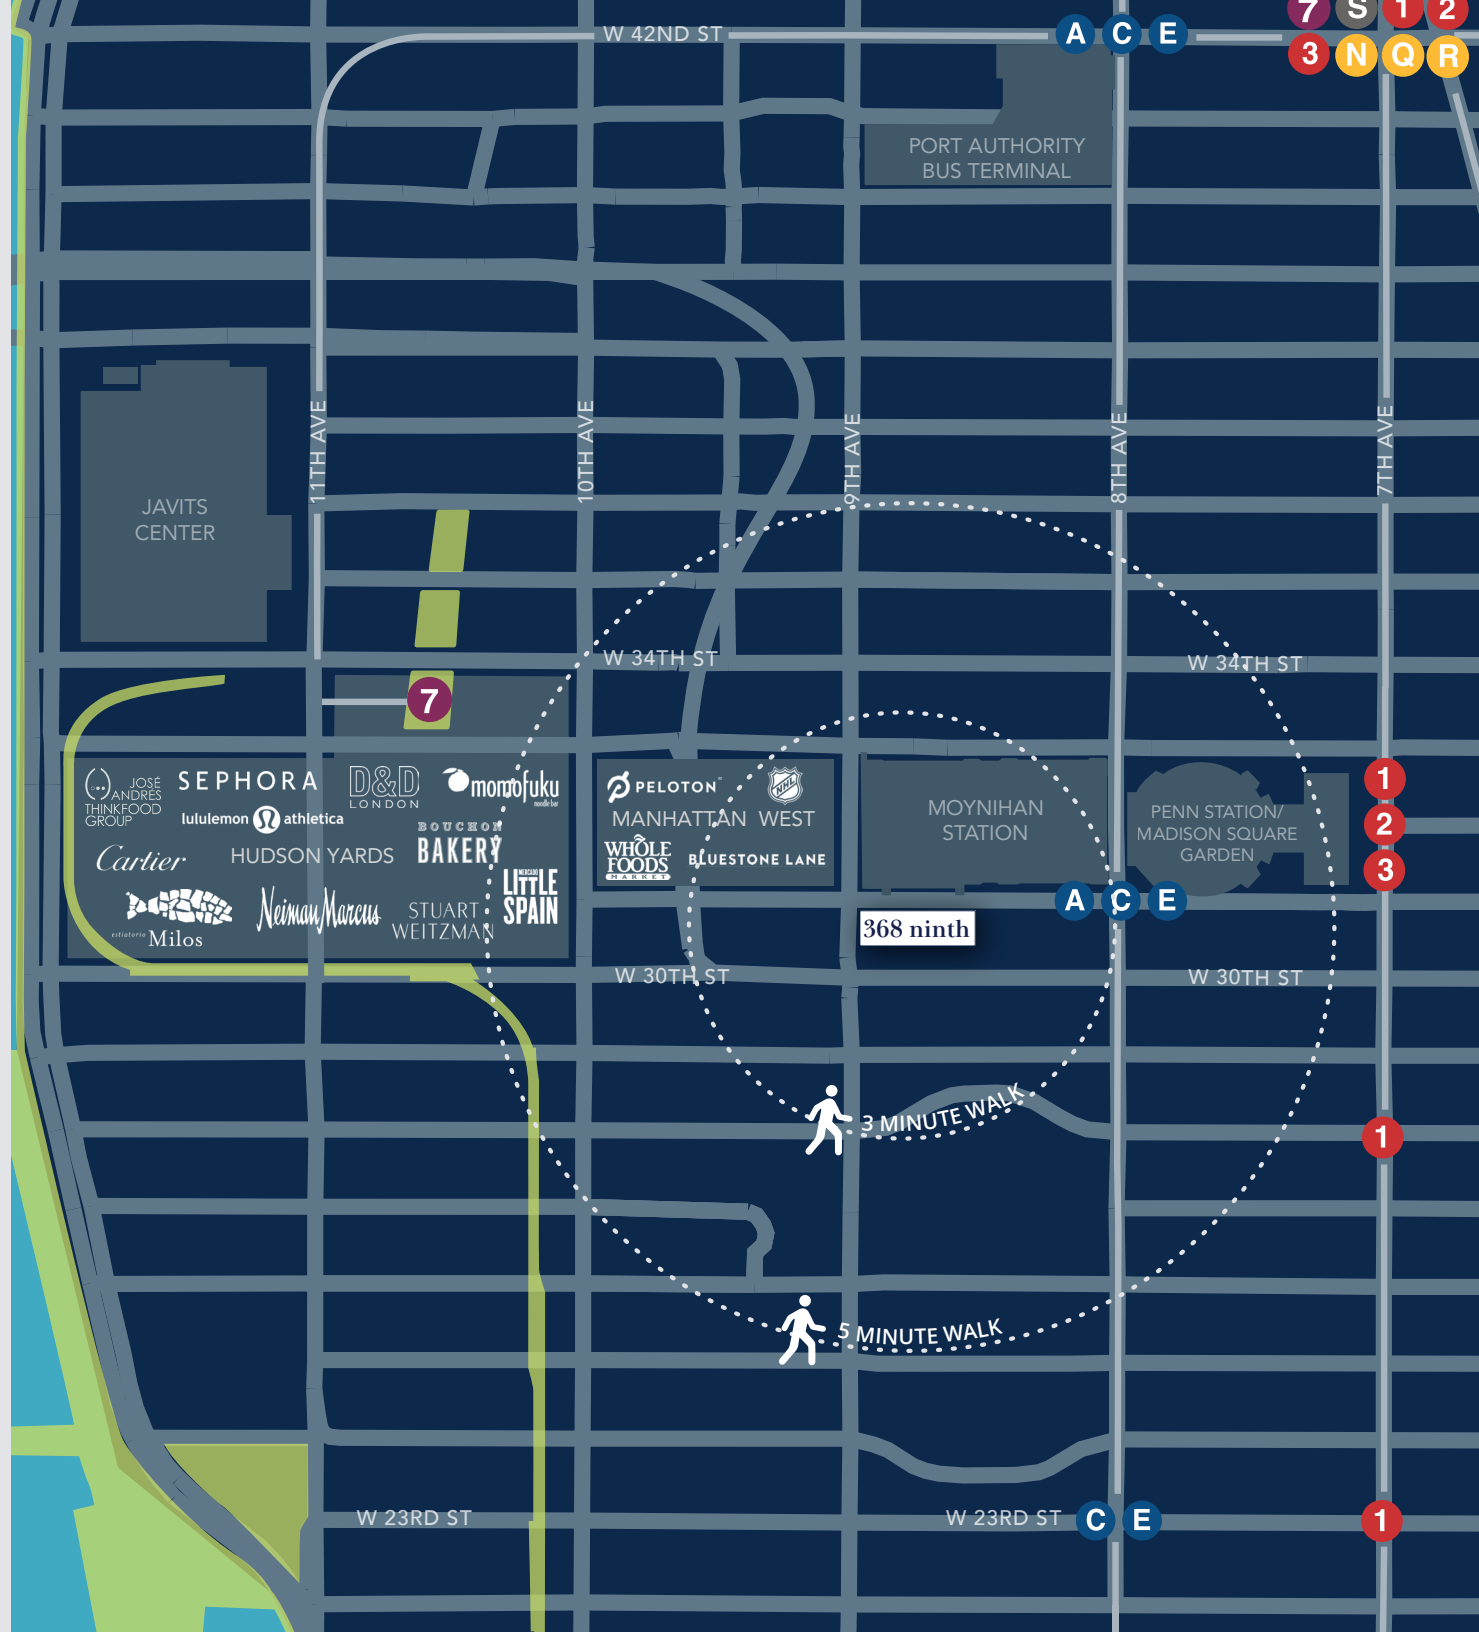 7 S 1 2
W 42ND ST
A C E
3 N Q R
PORT AUTHORITY
BUS TERMINAL
11TH AVE
10TH AVE
9TH AVE
8TH AVE
7TH AVE
JAVITS
CENTER
W 34TH ST
W 34TH ST
7
JOSÉ
ANDRÉS
THINKFOOD
GROUP
SEPHORA
D&D
LONDON
momofuku
noodle bar
lululemon athletica
BOUCHON
BAKERY
Cartier
HUDSON YARDS
MERCADO
LITTLE
SPAIN
estiatorio Milos
Neiman Marcus
STUART
WEITZMAN
PELOTON
NHL
MANHATTAN WEST
WHOLE
FOODS
MARKET
BLUESTONE LANE
MOYNIHAN
STATION
PENN STATION/
MADISON SQUARE
GARDEN
1
2
3
A C E
368 ninth
W 30TH ST
W 30TH ST
3 MINUTE WALK
1
5 MINUTE WALK
W 23RD ST
W 23RD ST
C E
1